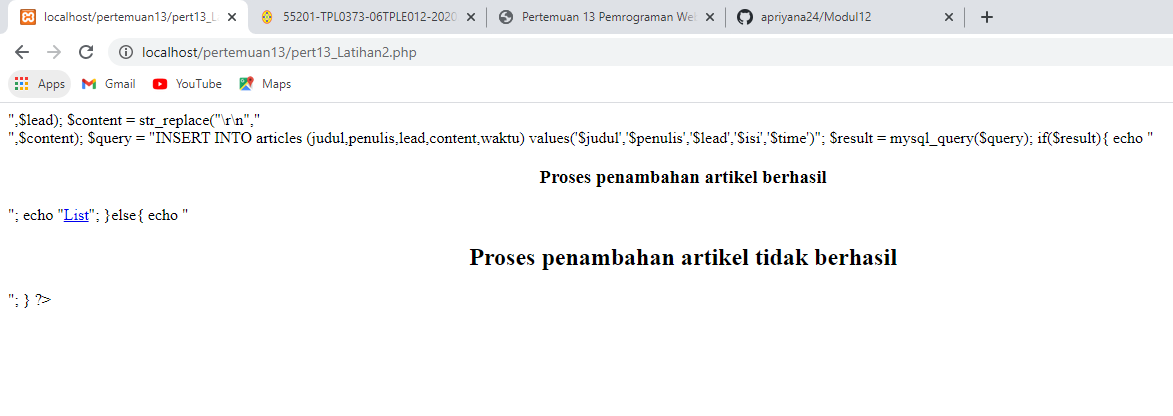 localhost/pertemuan13/pert13_L
55201-TPL0373-06TPLE012-2020
Pertemuan 13 Pemrograman Wel
apriyana24/Modul12
localhost/pertemuan13/pert13_Latihan2.php
Apps Gmail YouTube Maps
",$lead); $content = str_replace("\r\n","
",$content); $query = "INSERT INTO articles (judul,penulis,lead,content,waktu) values('$judul','$penulis','$lead','$isi','$time')"; $result = mysql_query($query); if($result){ echo "
Proses penambahan artikel berhasil
"; echo "List"; }else{ echo "
Proses penambahan artikel tidak berhasil
"; } ?>